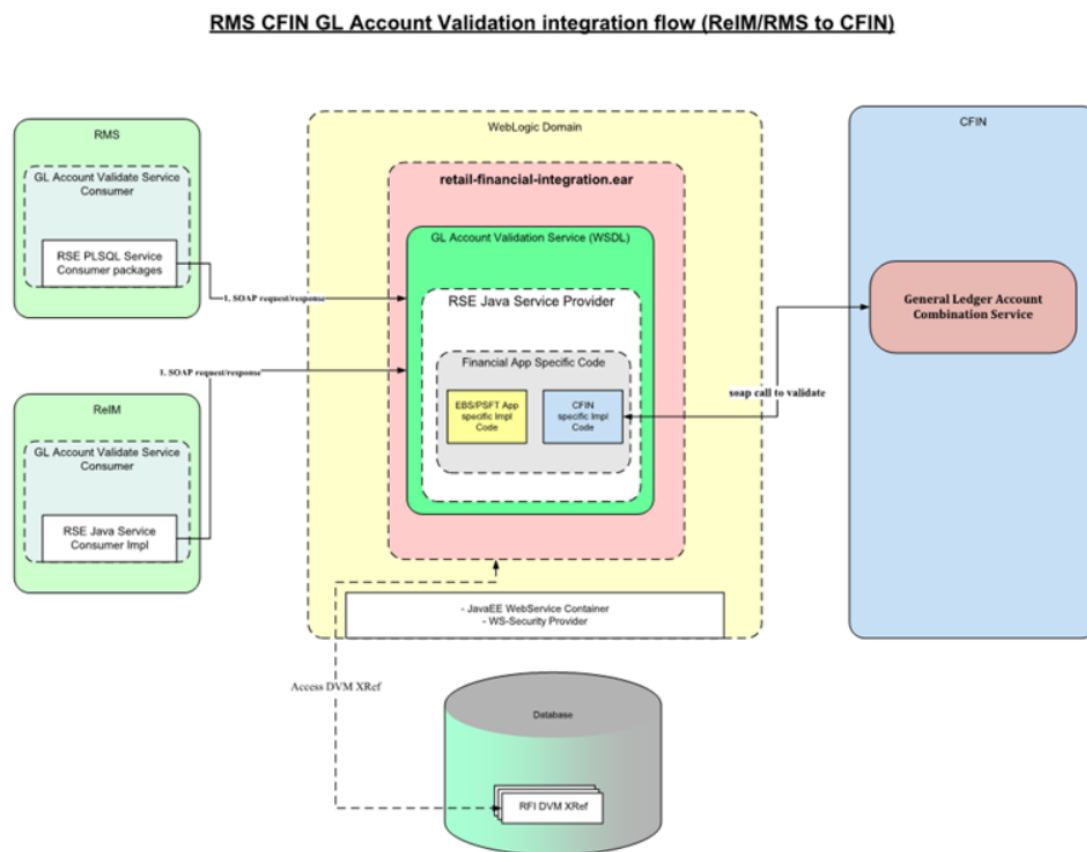 RMS CFIN GL Account Validation integration flow (ReIM/RMS to CFIN)
RMS
GL Account Validate Service
Consumer
RSE PLSQL Service
Consumer packages
1. SOAP request/response
WebLogic Domain
retail-financial-integration.ear
GL Account Validation Service (WSDL)
RSE Java Service Provider
Financial App Specific Code
EBS/PSFT App
specific Impl
Code
CFIN
specific Impl
Code
CFIN
General Ledger Account
Combination Service
soap call to validate
1. SOAP request/response
ReIM
GL Account Validate Service
Consumer
RSE Java Service
Consumer Impl
- JavaEE WebService Container
- WS-Security Provider
Access DVM XRef
Database
RFI DVM XRef